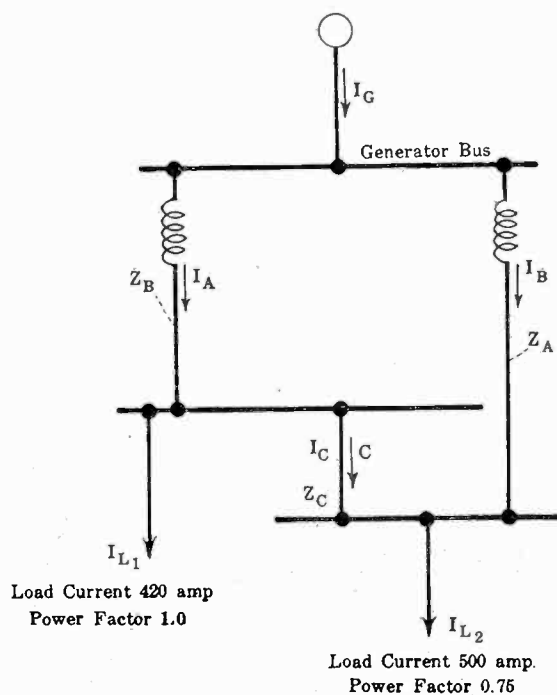 I_G
Generator Bus
Z_B
I_A
I_B
Z_A
I_C
C
Z_C
I_L1
Load Current 420 amp
Power Factor 1.0
I_L2
Load Current 500 amp.
Power Factor 0.75